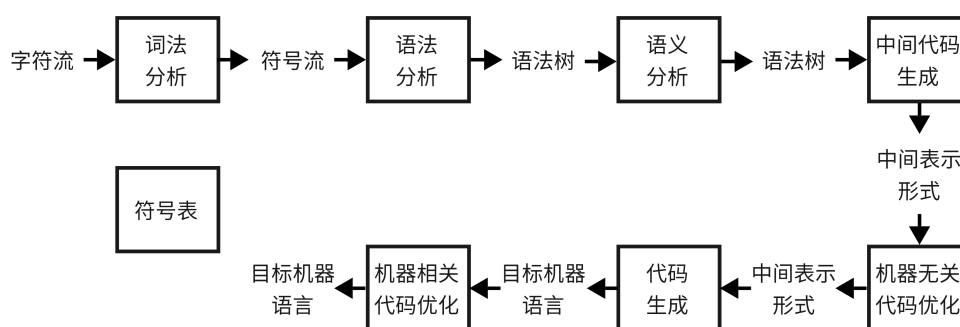 字符流
词法
分析
符号流
语法
分析
语法树
语义
分析
语法树
中间代码
生成
中间表示
形式
符号表
机器无关
代码优化
中间表示
形式
代码
生成
目标机器
语言
机器相关
代码优化
目标机器
语言